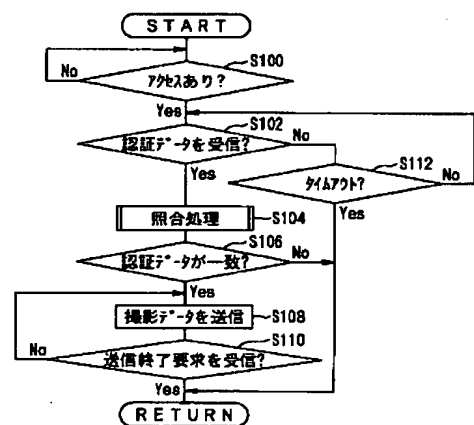 START
S100
アクセスあり?
No
Yes
S102
認証データを受信?
No
Yes
S112
タイムアウト?
No
Yes
照合処理
S104
S106
認証データが一致?
No
Yes
撮影データを送信
S108
S110
送信終了要求を受信?
No
Yes
RETURN